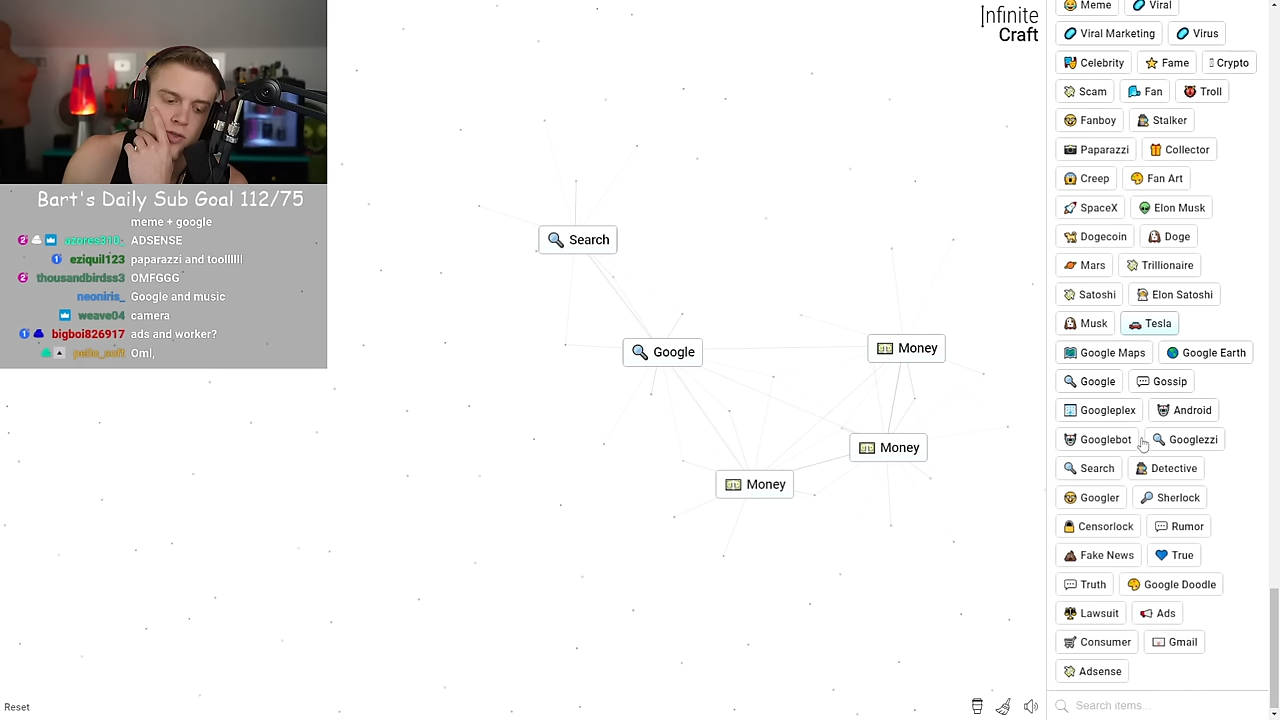 Infinite
Craft
Bart's Daily Sub Goal 112/75
meme + google
azores310_ ADSENSE
eziquil123 paparazzi and toolllllll
thousandbirdss3 OMFGGG
neoniris_ Google and music
weave04 camera
bigboi826917 ads and worker?
Oml,
Search
Google
Money
Money
Money
Reset
Meme Viral
Viral Marketing Virus
Celebrity Fame Crypto
Scam Fan Troll
Fanboy Stalker
Paparazzi Collector
Creep Fan Art
SpaceX Elon Musk
Dogecoin Doge
Mars Trillionaire
Satoshi Elon Satoshi
Musk Tesla
Google Maps Google Earth
Google Gossip
Googleplex Android
Googlebot Googlezzi
Search Detective
Googler Sherlock
Censorlock Rumor
Fake News True
Truth Google Doodle
Lawsuit Ads
Consumer Gmail
Adsense
Search items...